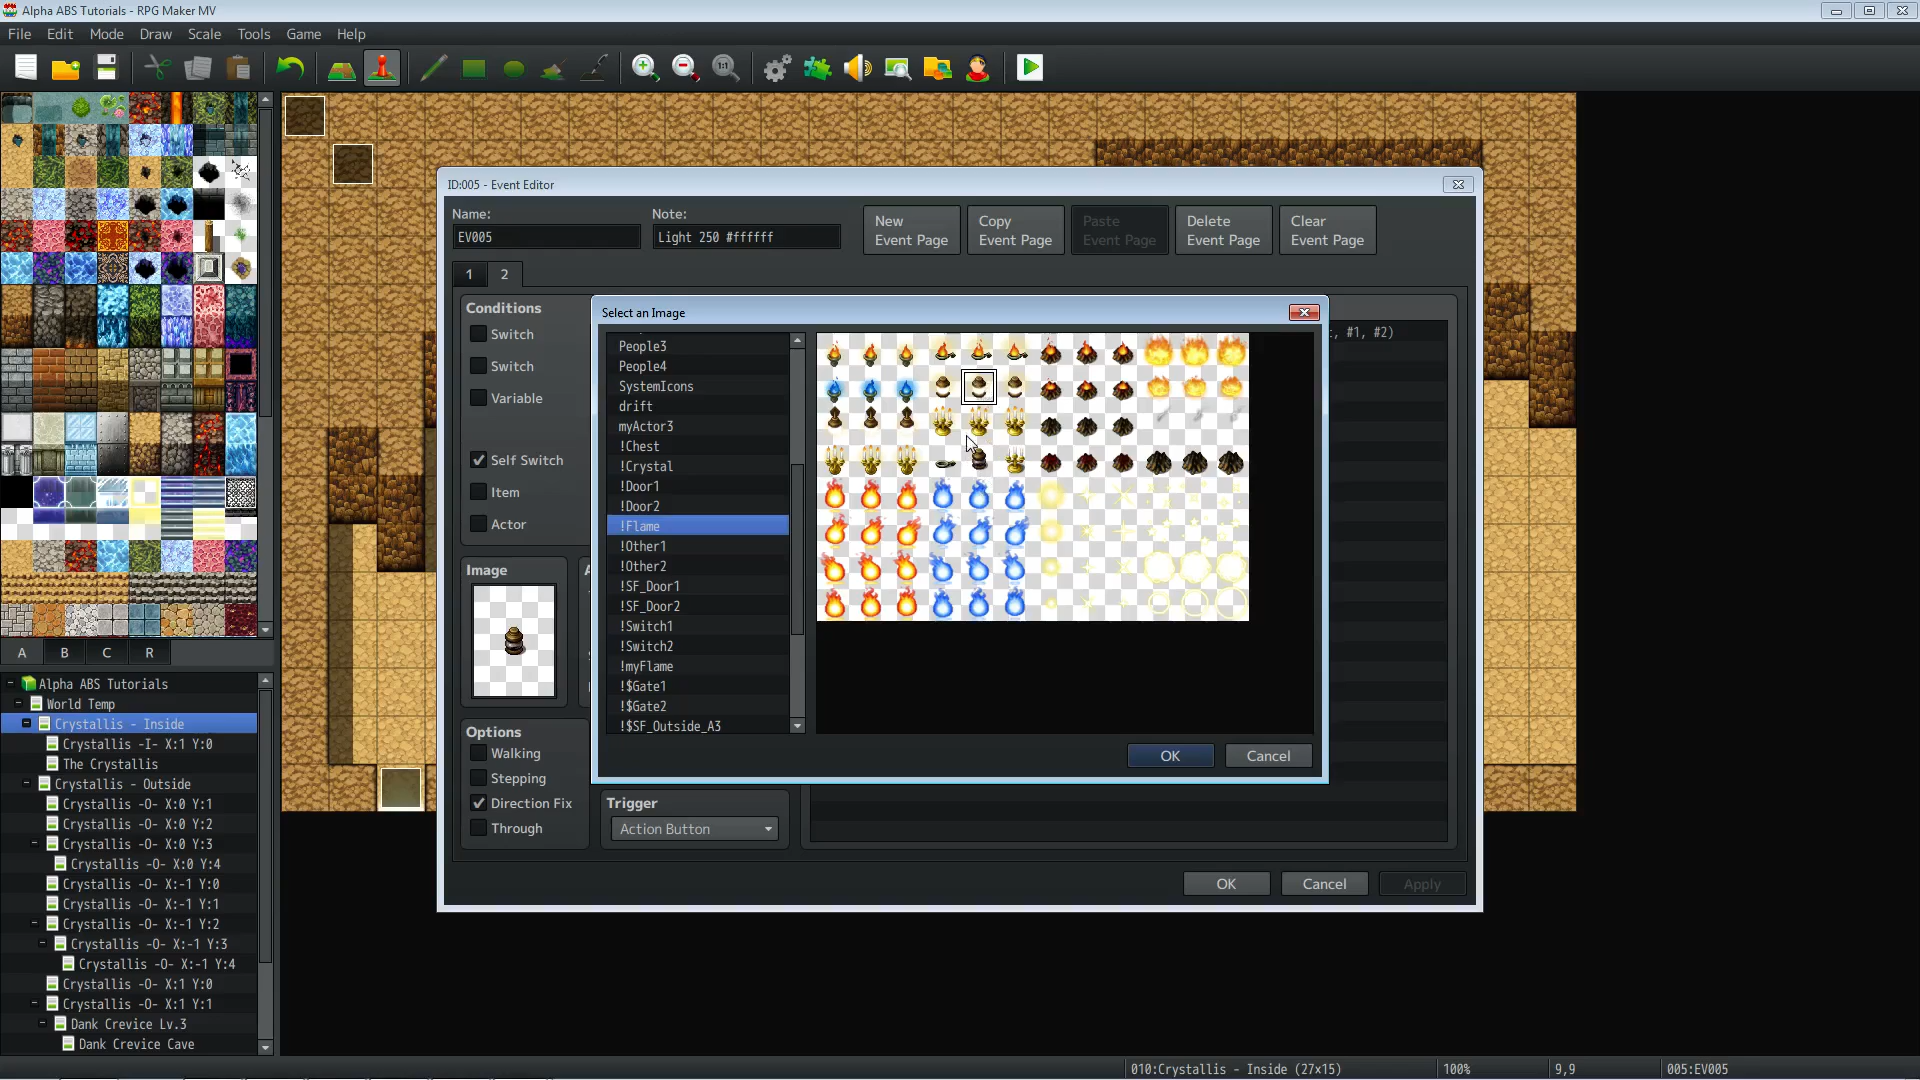 Alpha ABS Tutorials - RPG Maker MV
File Edit Mode Draw Scale Tools Game Help
ID:005 - Event Editor
Name:
Note:
EV005
Light 250 #ffffff
New
Event Page
Copy
Event Page
Paste
Event Page
Delete
Event Page
Clear
Event Page
1 2
Conditions
Switch
Switch
Variable
Self Switch
Item
Actor
Image
Options
Walking
Stepping
Direction Fix
Through
Trigger
Action Button
, #1, #2)
OK Cancel Apply
Select an Image
People3
People4
SystemIcons
drift
myActor3
!Chest
!Crystal
!Door1
!Door2
!Flame
!Other1
!Other2
!SF_Door1
!SF_Door2
!Switch1
!Switch2
!myFlame
!$Gate1
!$Gate2
!$SF_Outside_A3
OK Cancel
A B C R
Alpha ABS Tutorials
World Temp
Crystallis - Inside
Crystallis -I- X:1 Y:0
The Crystallis
Crystallis - Outside
Crystallis -O- X:0 Y:1
Crystallis -O- X:0 Y:2
Crystallis -O- X:0 Y:3
Crystallis -O- X:0 Y:4
Crystallis -O- X:-1 Y:0
Crystallis -O- X:-1 Y:1
Crystallis -O- X:-1 Y:2
Crystallis -O- X:-1 Y:3
Crystallis -O- X:-1 Y:4
Crystallis -O- X:1 Y:0
Crystallis -O- X:1 Y:1
Dank Crevice Lv.3
Dank Crevice Cave
010:Crystallis - Inside (27×15) 100% 9,9 005:EV005